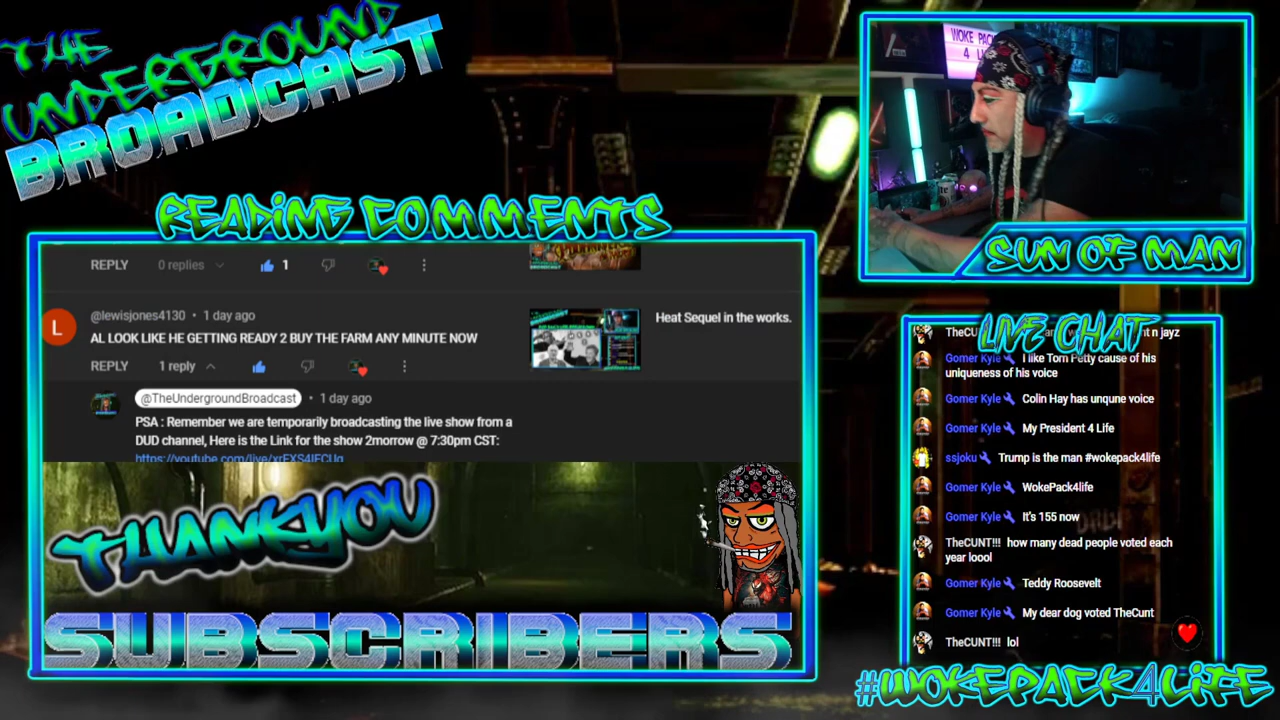 THE
UNDERGROUND
BROADCAST
READING COMMENTS
REPLY 0 replies 1
L
@lewisjones4130 • 1 day ago
AL LOOK LIKE HE GETTING READY 2 BUY THE FARM ANY MINUTE NOW
Heat Sequel in the works.
REPLY 1 reply
@TheUndergroundBroadcast • 1 day ago
PSA : Remember we are temporarily broadcasting the live show from a
DUD channel, Here is the Link for the show 2morrow @ 7:30pm CST:
THANKYOU
SUBSCRIBERS
WOKE PAC
4 L
SUN OF MAN
LIVE CHAT
n jayz
Gomer Kyle I like Tom Petty cause of his
uniqueness of his voice
Gomer Kyle Colin Hay has unqune voice
Gomer Kyle My President 4 Life
ssjoku Trump is the man #wokepack4life
Gomer Kyle WokePack4life
Gomer Kyle It's 155 now
TheCUNT!!! how many dead people voted each
year loool
Gomer Kyle Teddy Roosevelt
Gomer Kyle My dear dog voted TheCunt
TheCUNT!!! lol
#WOKEPACK4LIFE